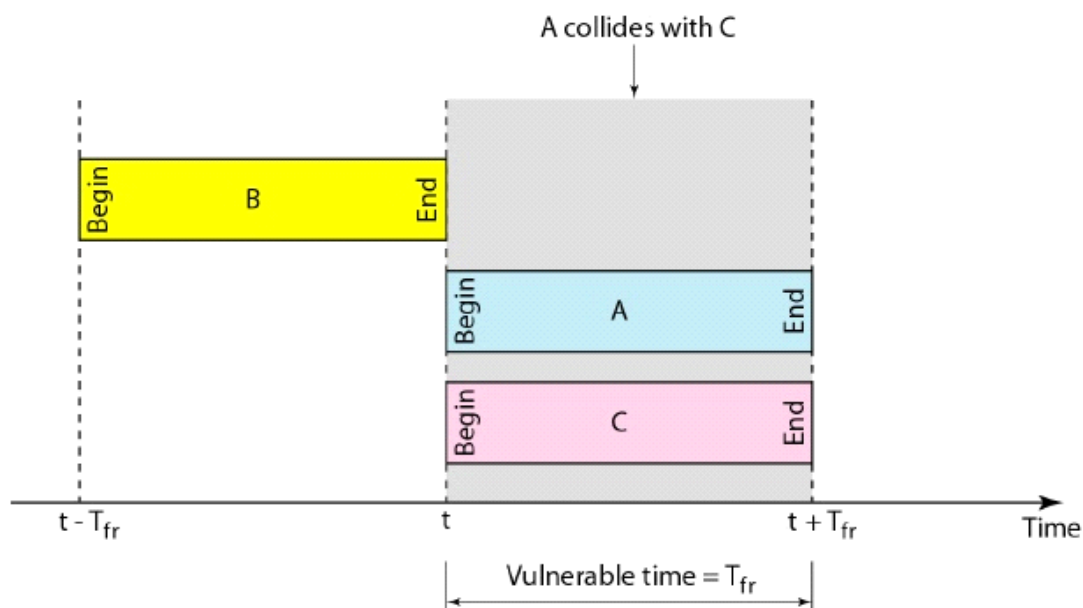 A collides with C
Begin
B
End
Begin
A
End
Begin
C
End
t - Tfr
t
t + Tfr
Time
Vulnerable time = Tfr